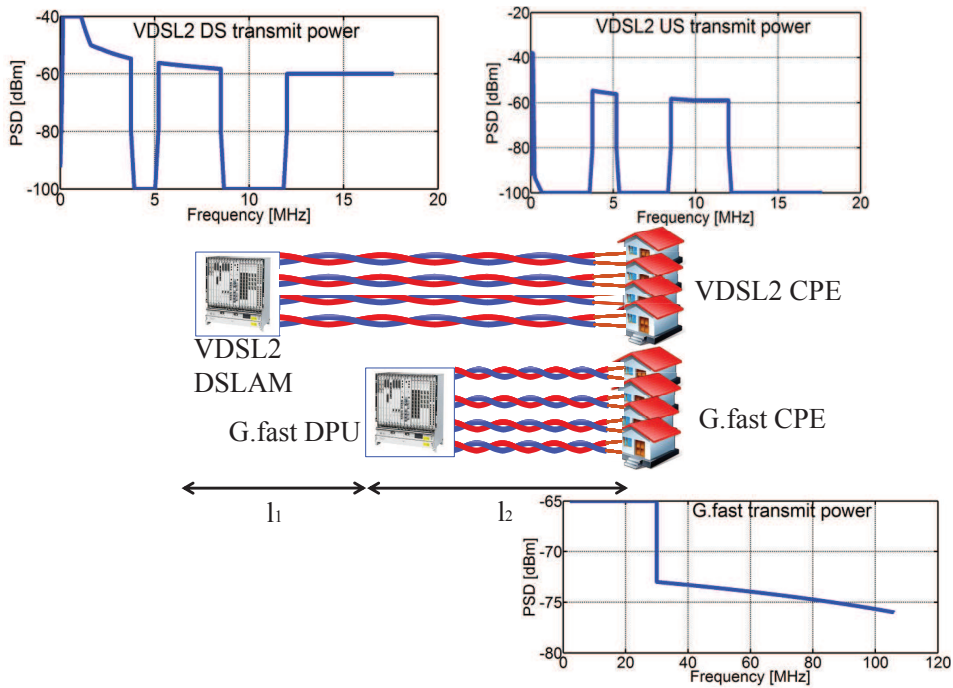 VDSL2 DS transmit power
PSD [dBm]
-40
-60
-80
-100
0
5
10
15
20
Frequency [MHz]
VDSL2 US transmit power
PSD [dBm]
-20
-40
-60
-80
-100
0
5
10
15
20
Frequency [MHz]
VDSL2 CPE
VDSL2
DSLAM
G.fast DPU
G.fast CPE
l1
l2
G.fast transmit power
PSD [dBm]
-65
-70
-75
-80
0
20
40
60
80
100
120
Frequency [MHz]